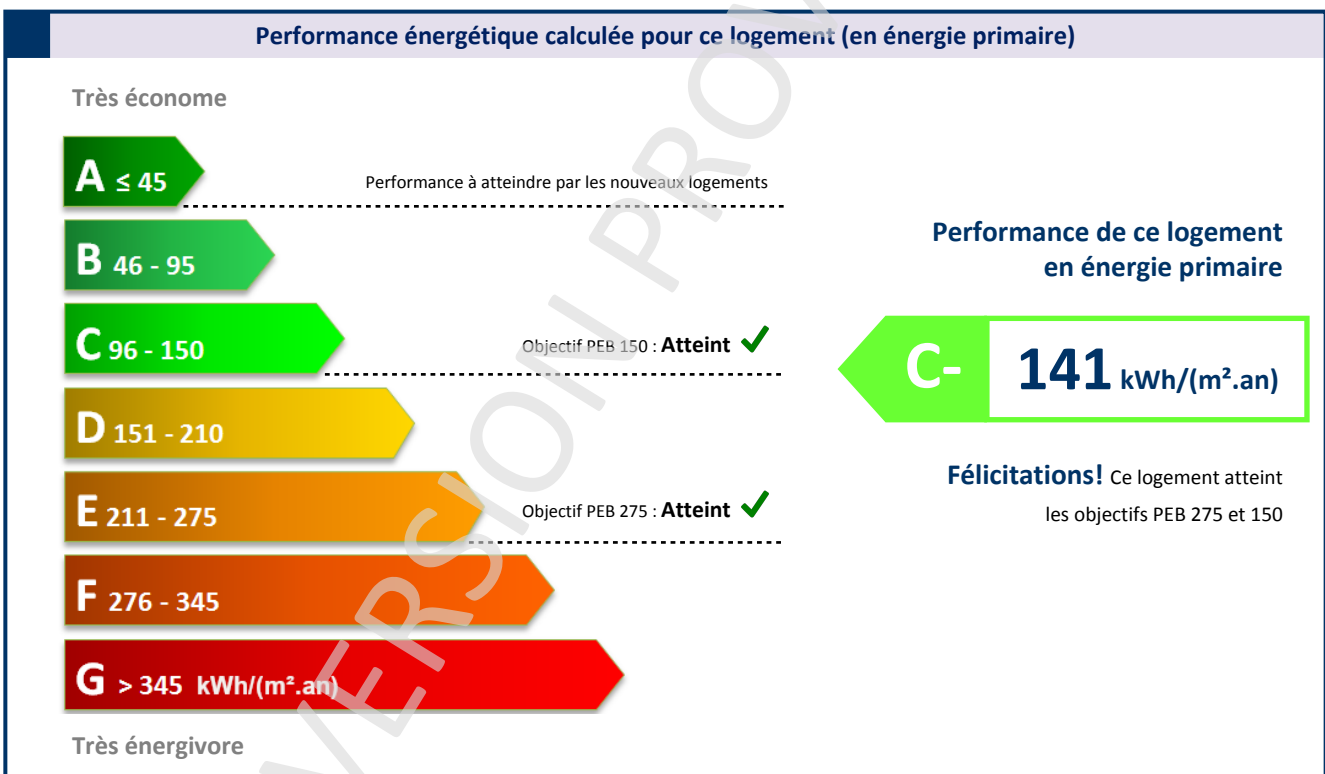 Performance énergétique calculée pour ce logement (en énergie primaire)
Très économe
A ≤ 45
Performance à atteindre par les nouveaux logements
B 46 - 95
C 96 - 150
Objectif PEB 150 : Atteint
D 151 - 210
E 211 - 275
Objectif PEB 275 : Atteint
F 276 - 345
G > 345 kWh/(m².an)
Très énergivore
Performance de ce logement
en énergie primaire
C- 141 kWh/(m².an)
Félicitations! Ce logement atteint
les objectifs PEB 275 et 150
VERSION PROV